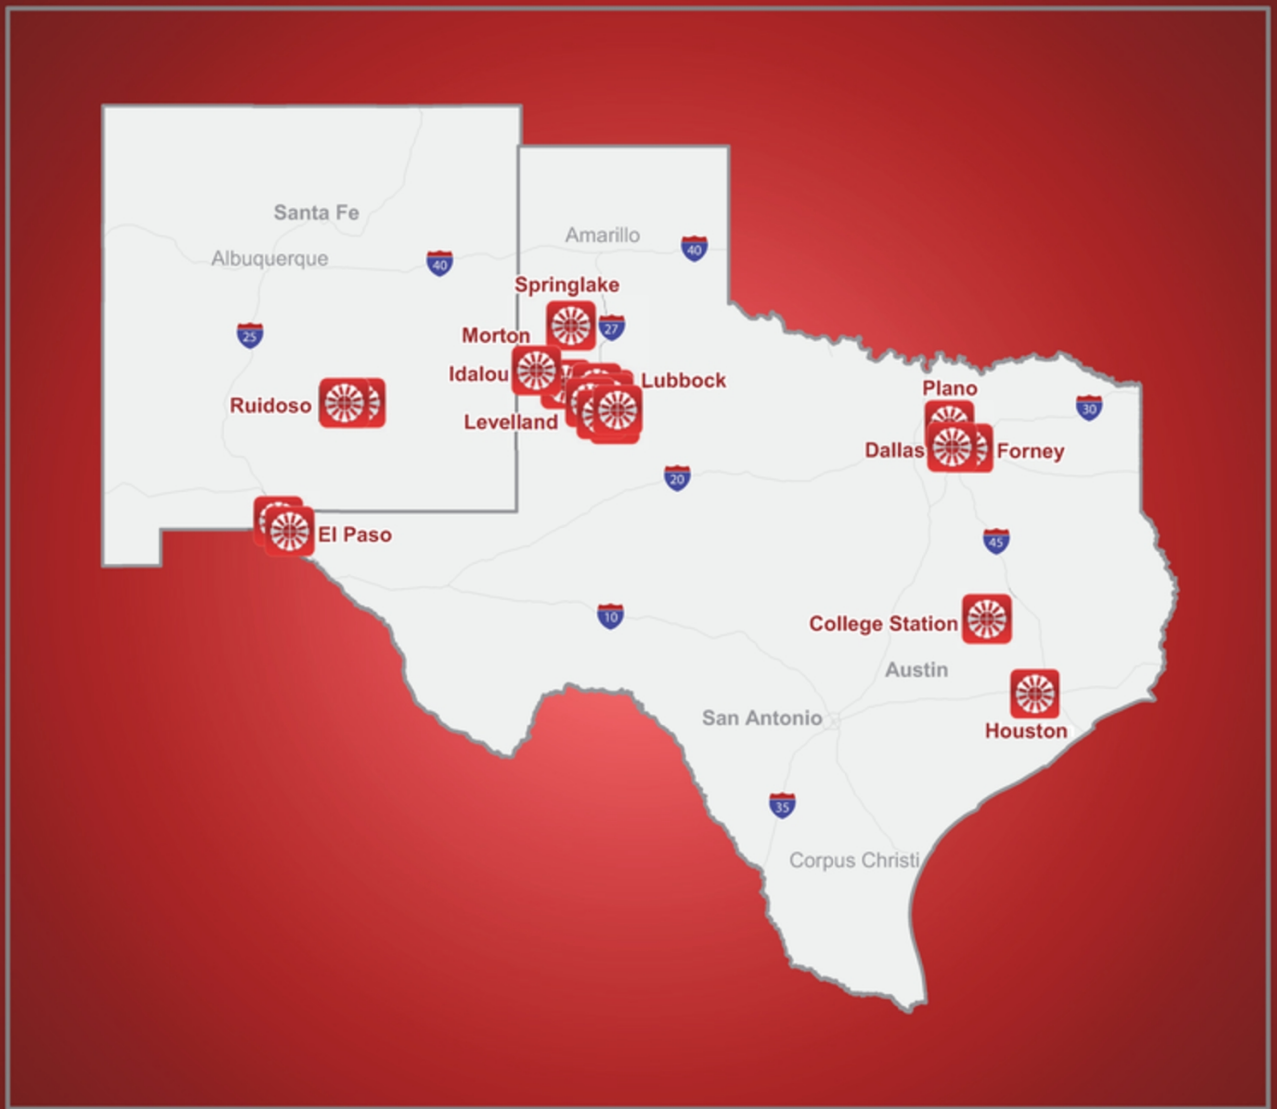 Santa Fe
Amarillo
40
Albuquerque
40
Springlake
27
25
Morton
Idalou
Lubbock
Plano
30
Ruidoso
Levelland
Dallas
Forney
20
El Paso
45
10
College Station
Austin
San Antonio
Houston
35
Corpus Christi